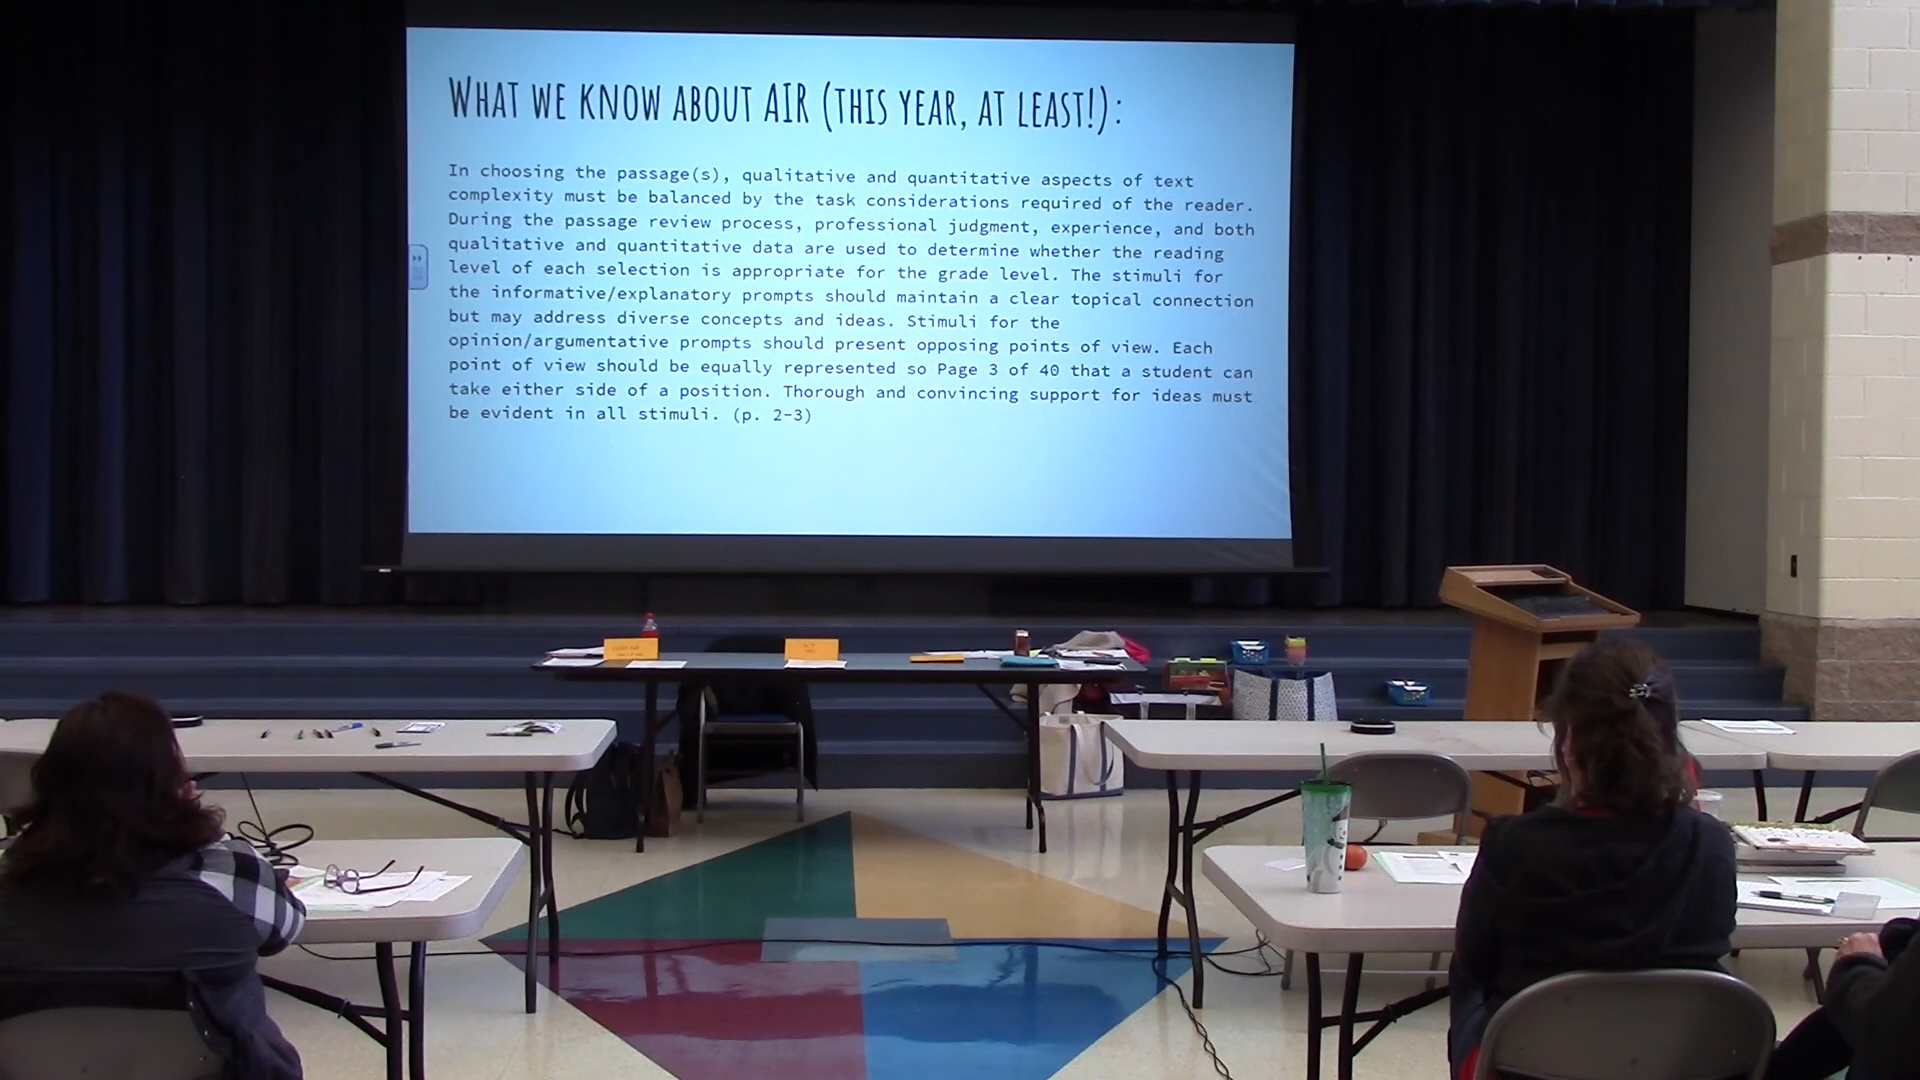 WHAT WE KNOW ABOUT AIR (THIS YEAR, AT LEAST!):
In choosing the passage(s), qualitative and quantitative aspects of text
complexity must be balanced by the task considerations required of the reader.
During the passage review process, professional judgment, experience, and both
qualitative and quantitative data are used to determine whether the reading
level of each selection is appropriate for the grade level. The stimuli for
the informative/explanatory prompts should maintain a clear topical connection
but may address diverse concepts and ideas. Stimuli for the
opinion/argumentative prompts should present opposing points of view. Each
point of view should be equally represented so Page 3 of 40 that a student can
take either side of a position. Thorough and convincing support for ideas must
be evident in all stimuli. (p. 2-3)